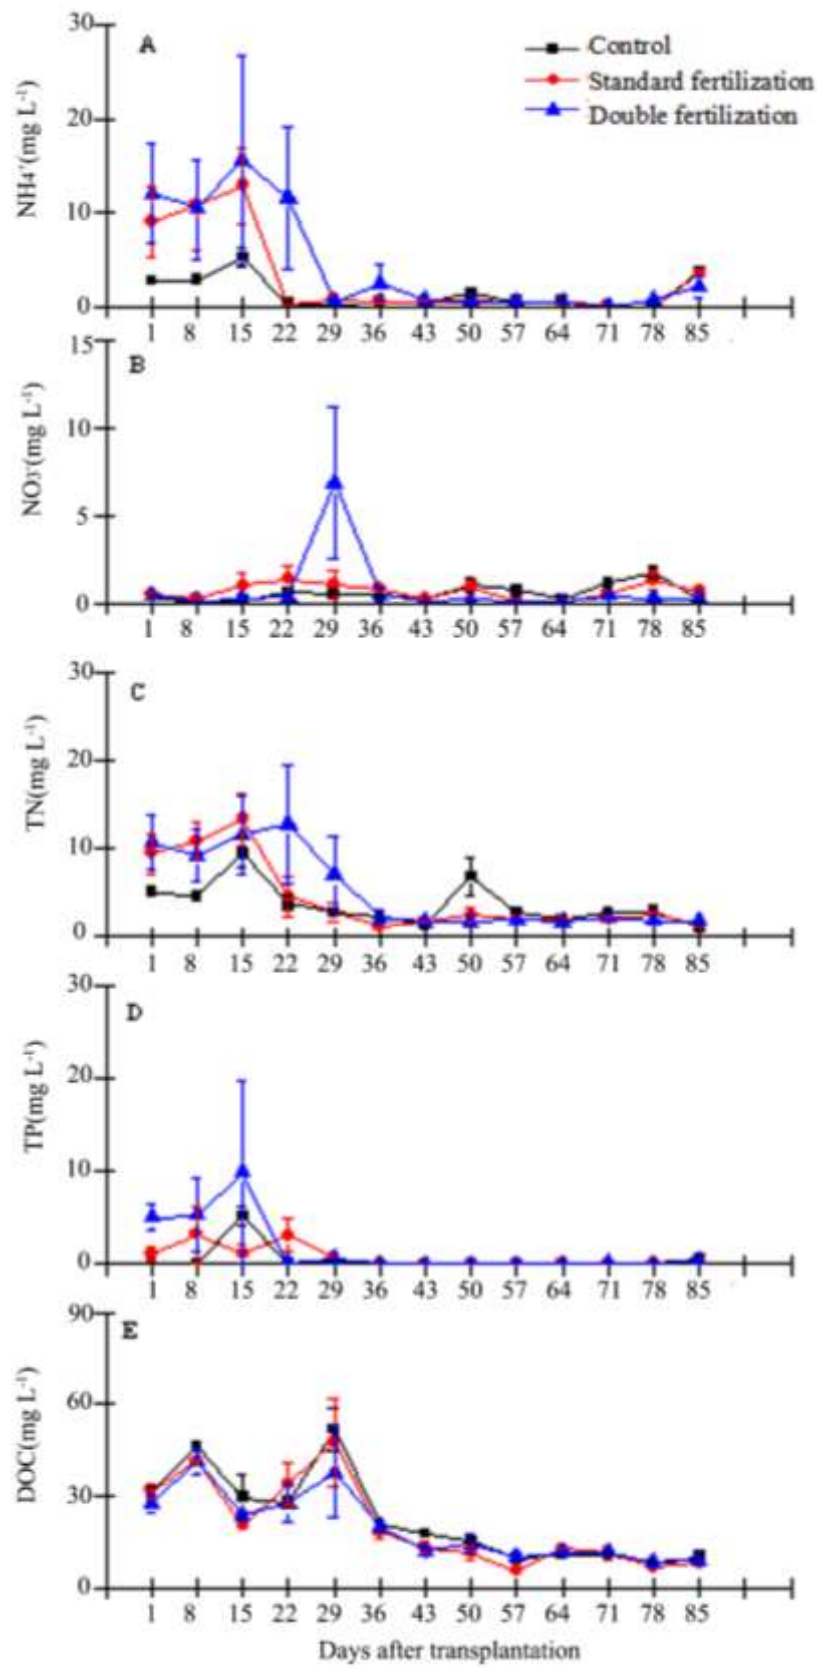 30
A
Control
Standard fertilization
Double fertilization
20
10
0
NH4+(mg L-1)
1 8 15 22 29 36 43 50 57 64 71 78 85
15
B
10
5
0
NO3-(mg L-1)
1 8 15 22 29 36 43 50 57 64 71 78 85
30
C
20
10
0
TN(mg L-1)
1 8 15 22 29 36 43 50 57 64 71 78 85
30
D
20
10
0
TP(mg L-1)
1 8 15 22 29 36 43 50 57 64 71 78 85
90
E
60
30
0
DOC(mg L-1)
1 8 15 22 29 36 43 50 57 64 71 78 85
Days after transplantation